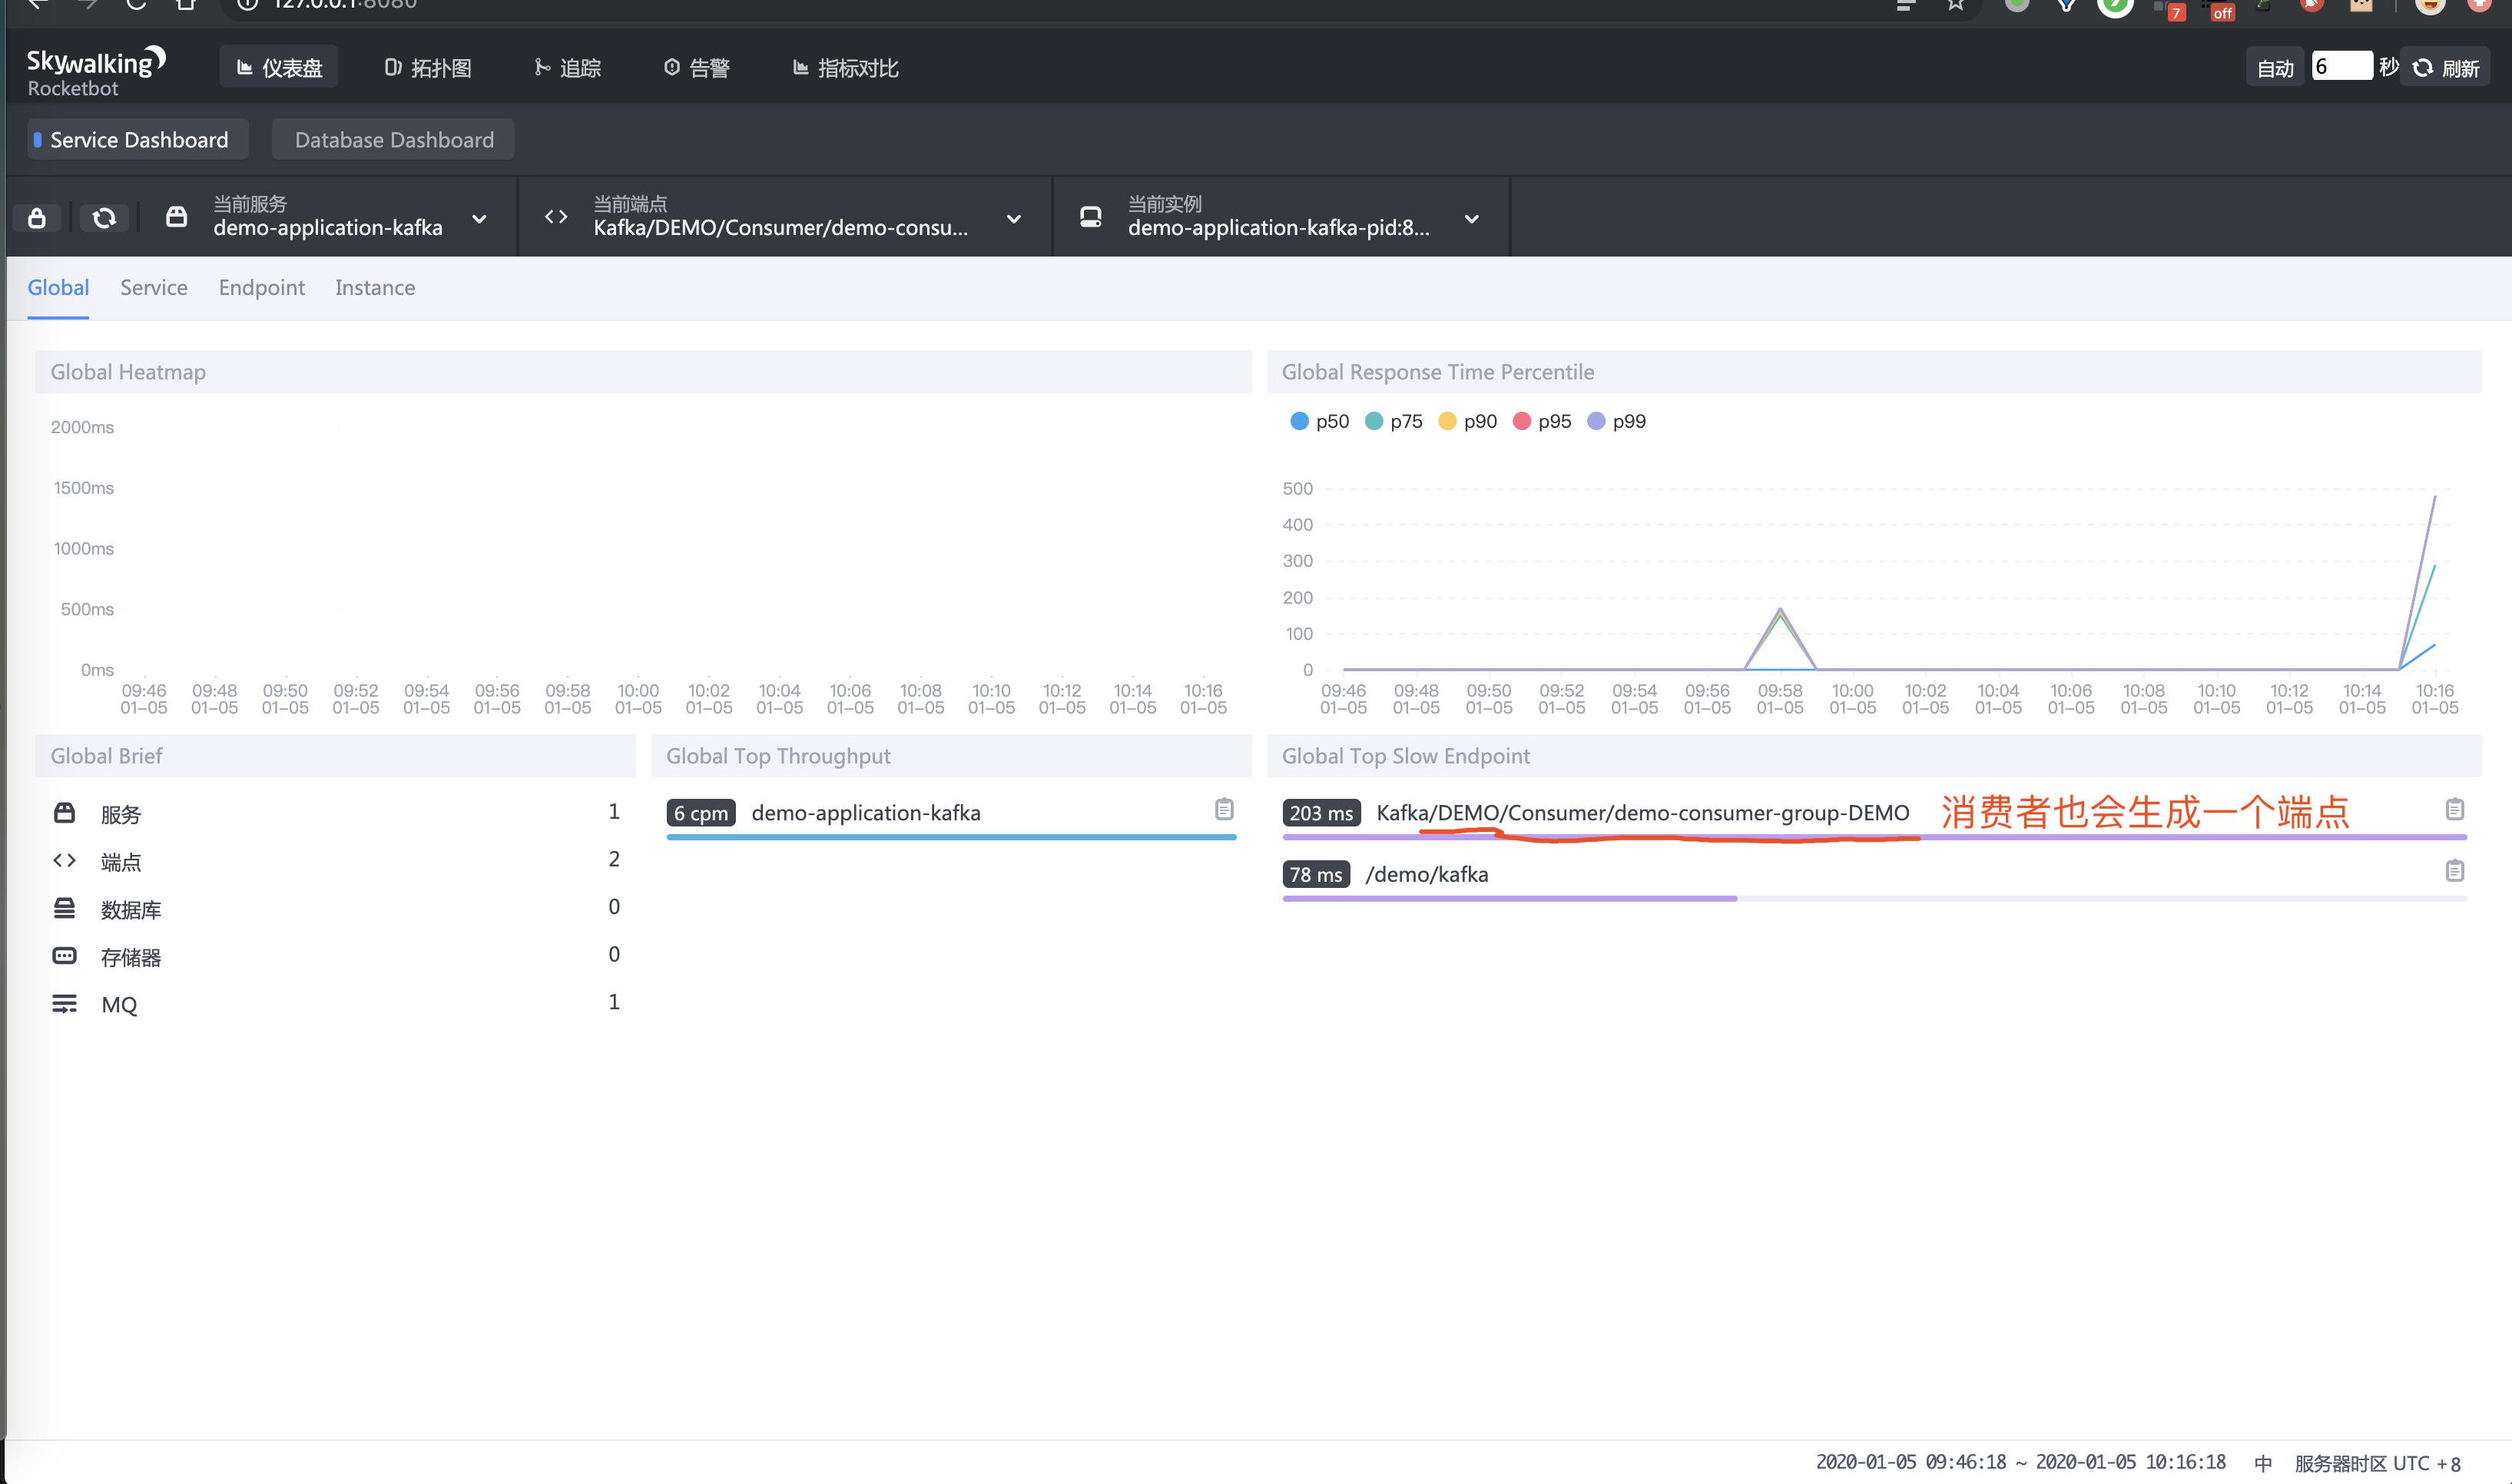 127.0.0.1:8080
7
off
Skywalking
Rocketbot
仪表盘
拓扑图
追踪
告警
指标对比
自动
6
秒
刷新
Service Dashboard
Database Dashboard
当前服务
demo-application-kafka
当前端点
Kafka/DEMO/Consumer/demo-consu...
当前实例
demo-application-kafka-pid:8...
Global
Service
Endpoint
Instance
Global Heatmap
2000ms
1500ms
1000ms
500ms
0ms
09:46 09:48 09:50 09:52 09:54 09:56 09:58 10:00 10:02 10:04 10:06 10:08 10:10 10:12 10:14 10:16
01-05 01-05 01-05 01-05 01-05 01-05 01-05 01-05 01-05 01-05 01-05 01-05 01-05 01-05 01-05 01-05
Global Response Time Percentile
p50 p75 p90 p95 p99
500
400
300
200
100
0
09:46 09:48 09:50 09:52 09:54 09:56 09:58 10:00 10:02 10:04 10:06 10:08 10:10 10:12 10:14 10:16
01-05 01-05 01-05 01-05 01-05 01-05 01-05 01-05 01-05 01-05 01-05 01-05 01-05 01-05 01-05 01-05
Global Brief
服务 1
端点 2
数据库 0
存储器 0
MQ 1
Global Top Throughput
6 cpm demo-application-kafka
Global Top Slow Endpoint
203 ms Kafka/DEMO/Consumer/demo-consumer-group-DEMO 消费者也会生成一个端点
78 ms /demo/kafka
2020-01-05 09:46:18 ~ 2020-01-05 10:16:18 中 服务器时区 UTC +8